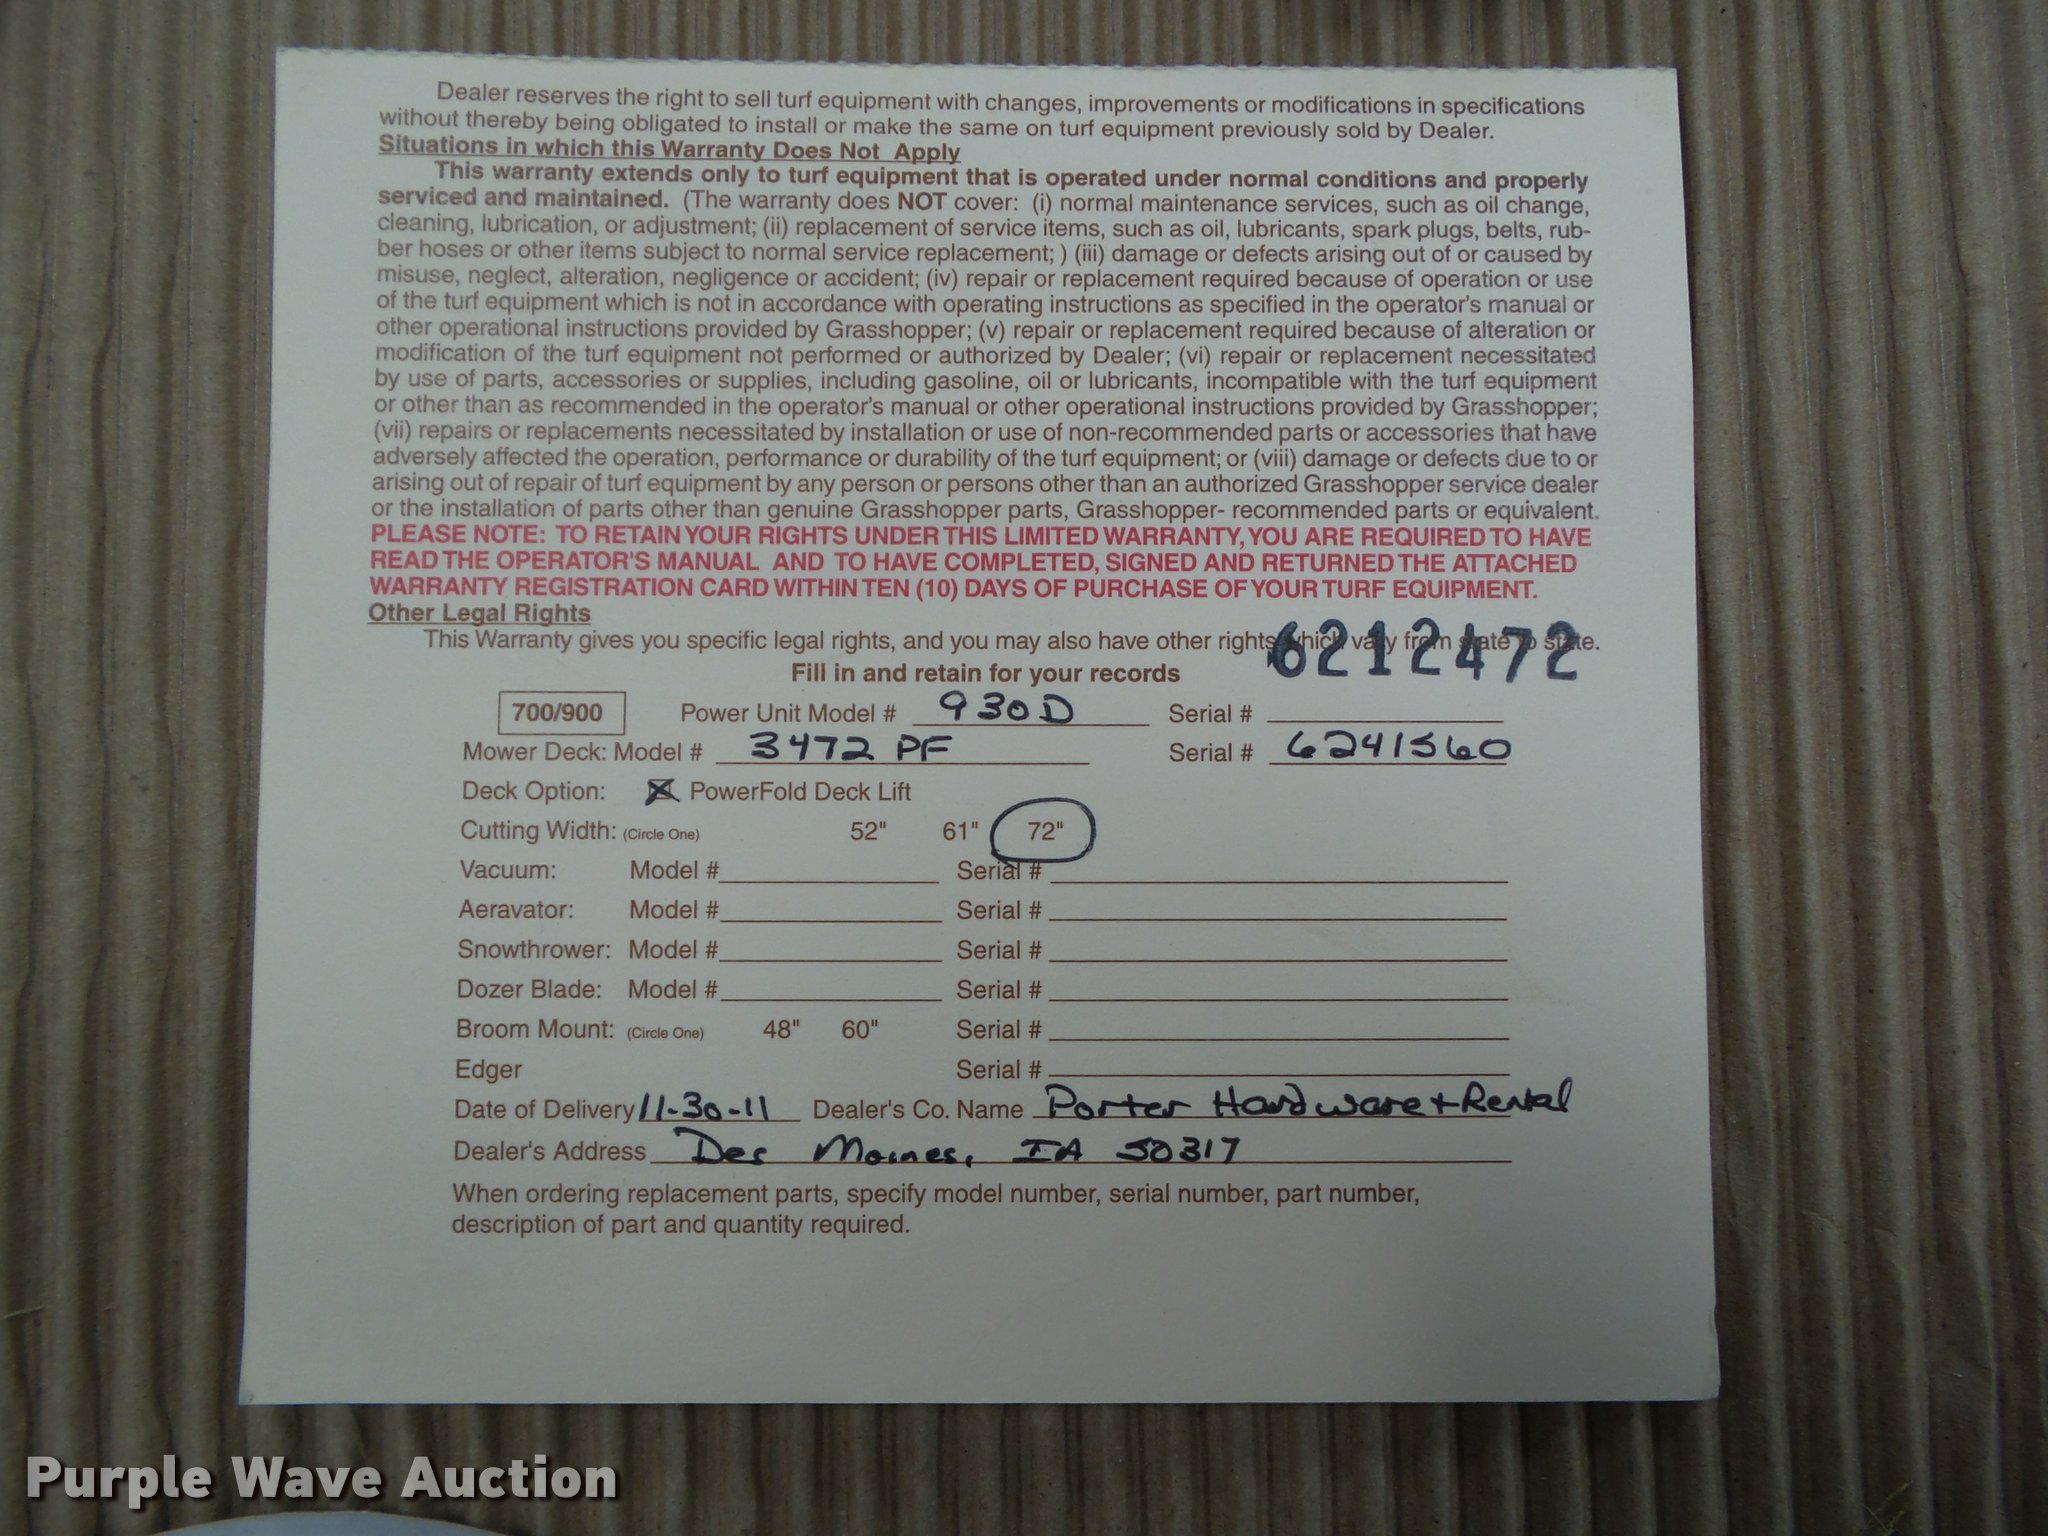 Dealer reserves the right to sell turf equipment with changes, improvements or modifications in specifications
without thereby being obligated to install or make the same on turf equipment previously sold by Dealer.
Situations in which this Warranty Does Not Apply
This warranty extends only to turf equipment that is operated under normal conditions and properly
serviced and maintained. (The warranty does NOT cover: (i) normal maintenance services, such as oil change,
cleaning, lubrication, or adjustment; (ii) replacement of service items, such as oil, lubricants, spark plugs, belts, rub-
ber hoses or other items subject to normal service replacement; ) (iii) damage or defects arising out of or caused by
misuse, neglect, alteration, negligence or accident; (iv) repair or replacement required because of operation or use
of the turf equipment which is not in accordance with operating instructions as specified in the operator's manual or
other operational instructions provided by Grasshopper; (v) repair or replacement required because of alteration or
modification of the turf equipment not performed or authorized by Dealer; (vi) repair or replacement necessitated
by use of parts, accessories or supplies, including gasoline, oil or lubricants, incompatible with the turf equipment
or other than as recommended in the operator's manual or other operational instructions provided by Grasshopper;
(vii) repairs or replacements necessitated by installation or use of non-recommended parts or accessories that have
adversely affected the operation, performance or durability of the turf equipment; or (viii) damage or defects due to or
arising out of repair of turf equipment by any person or persons other than an authorized Grasshopper service dealer
or the installation of parts other than genuine Grasshopper parts, Grasshopper- recommended parts or equivalent.
PLEASE NOTE: TO RETAIN YOUR RIGHTS UNDER THIS LIMITED WARRANTY, YOU ARE REQUIRED TO HAVE
READ THE OPERATOR'S MANUAL AND TO HAVE COMPLETED, SIGNED AND RETURNED THE ATTACHED
WARRANTY REGISTRATION CARD WITHIN TEN (10) DAYS OF PURCHASE OF YOUR TURF EQUIPMENT.
Other Legal Rights
This Warranty gives you specific legal rights, and you may also have other rights which vary from state to state.
6212472
Fill in and retain for your records
700/900 Power Unit Model # 930D Serial #
Mower Deck: Model # 3472 PF Serial # 6241560
Deck Option: PowerFold Deck Lift
Cutting Width: (Circle One) 52" 61" 72"
Vacuum: Model # Serial #
Aeravator: Model # Serial #
Snowthrower: Model # Serial #
Dozer Blade: Model # Serial #
Broom Mount: (Circle One) 48" 60" Serial #
Edger Serial #
Date of Delivery 11-30-11 Dealer's Co. Name Porter Hardware + Rental
Dealer's Address Des Moines, IA 50317
When ordering replacement parts, specify model number, serial number, part number,
description of part and quantity required.
Purple Wave Auction